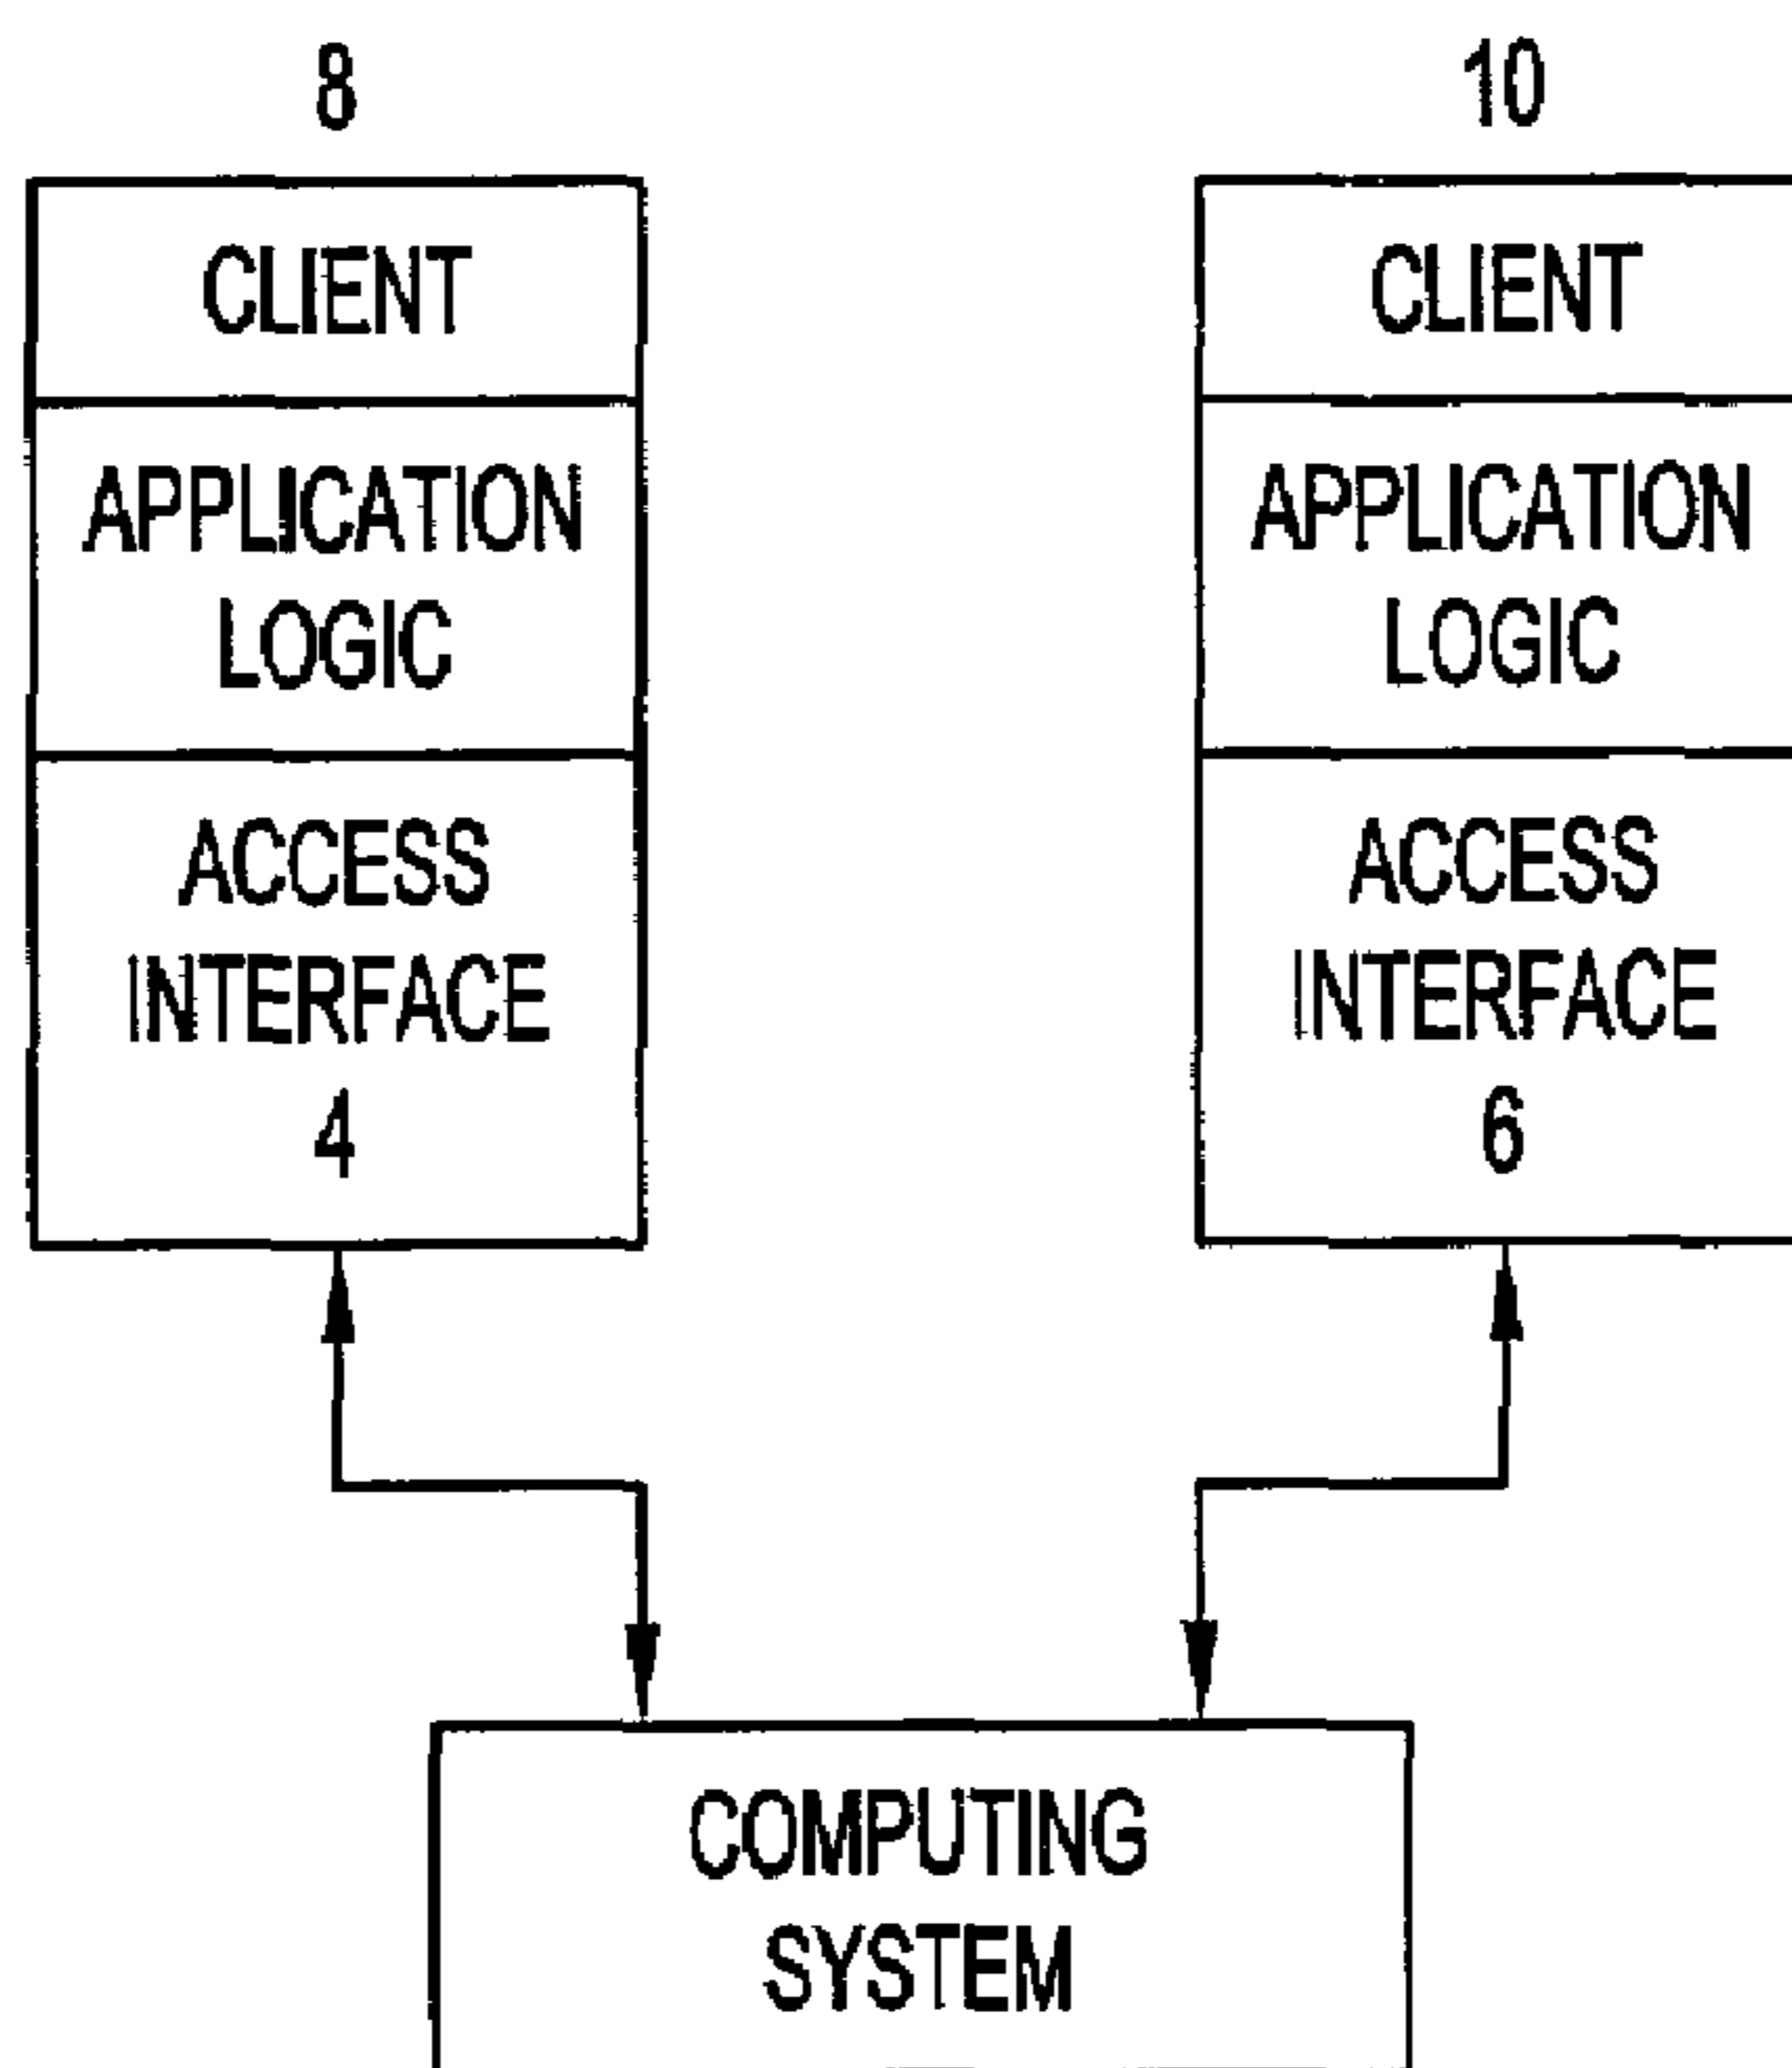 8
CLIENT
APPLICATION
LOGIC
ACCESS
INTERFACE
4
10
CLIENT
APPLICATION
LOGIC
ACCESS
INTERFACE
6
COMPUTING
SYSTEM